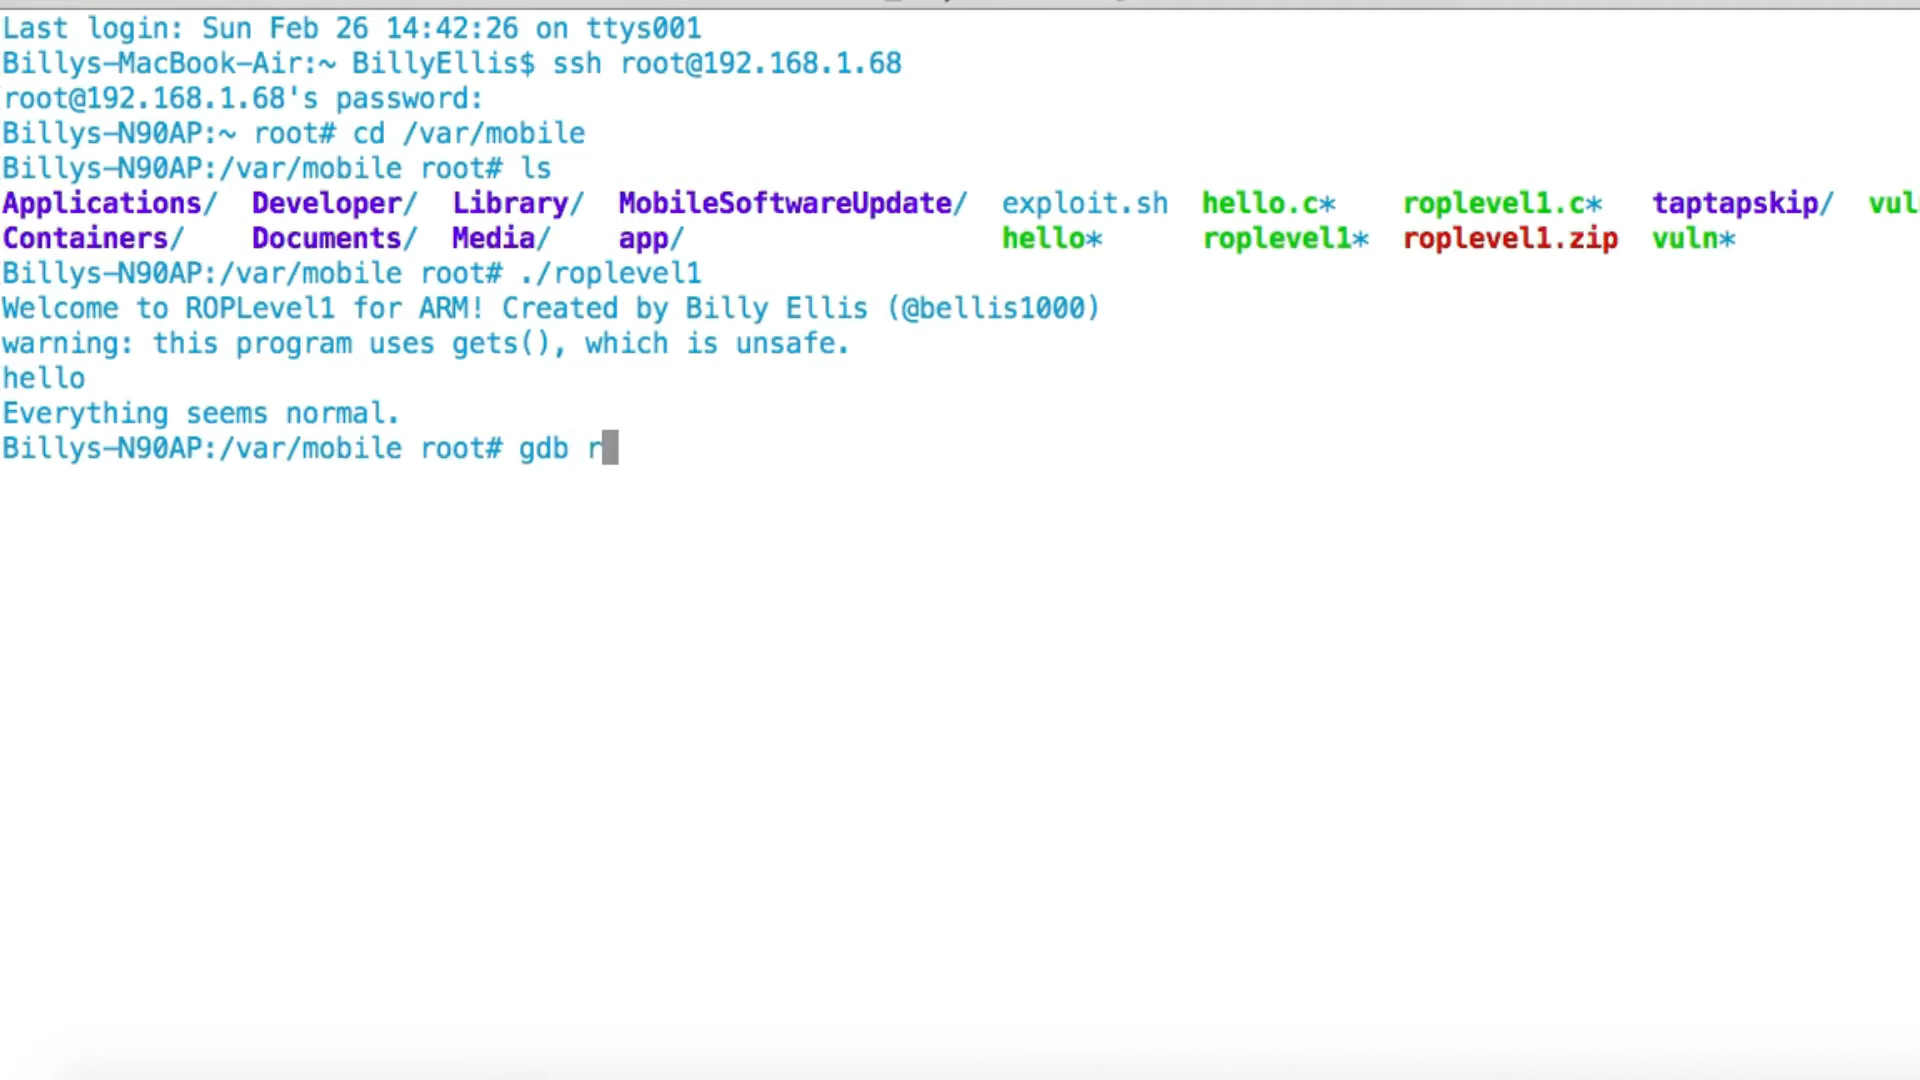 Last login: Sun Feb 26 14:42:26 on ttys001
Billys-MacBook-Air:~ BillyEllis$ ssh root@192.168.1.68
root@192.168.1.68's password:
Billys-N90AP:~ root# cd /var/mobile
Billys-N90AP:/var/mobile root# ls
Applications/ Developer/ Library/ MobileSoftwareUpdate/ exploit.sh hello.c* roplevel1.c* taptapskip/
Containers/ Documents/ Media/ app/ hello* roplevel1* roplevel1.zip vuln*
Billys-N90AP:/var/mobile root# ./roplevel1
Welcome to ROPLevel1 for ARM! Created by Billy Ellis (@bellis1000)
warning: this program uses gets(), which is unsafe.
hello
Everything seems normal.
Billys-N90AP:/var/mobile root# gdb r